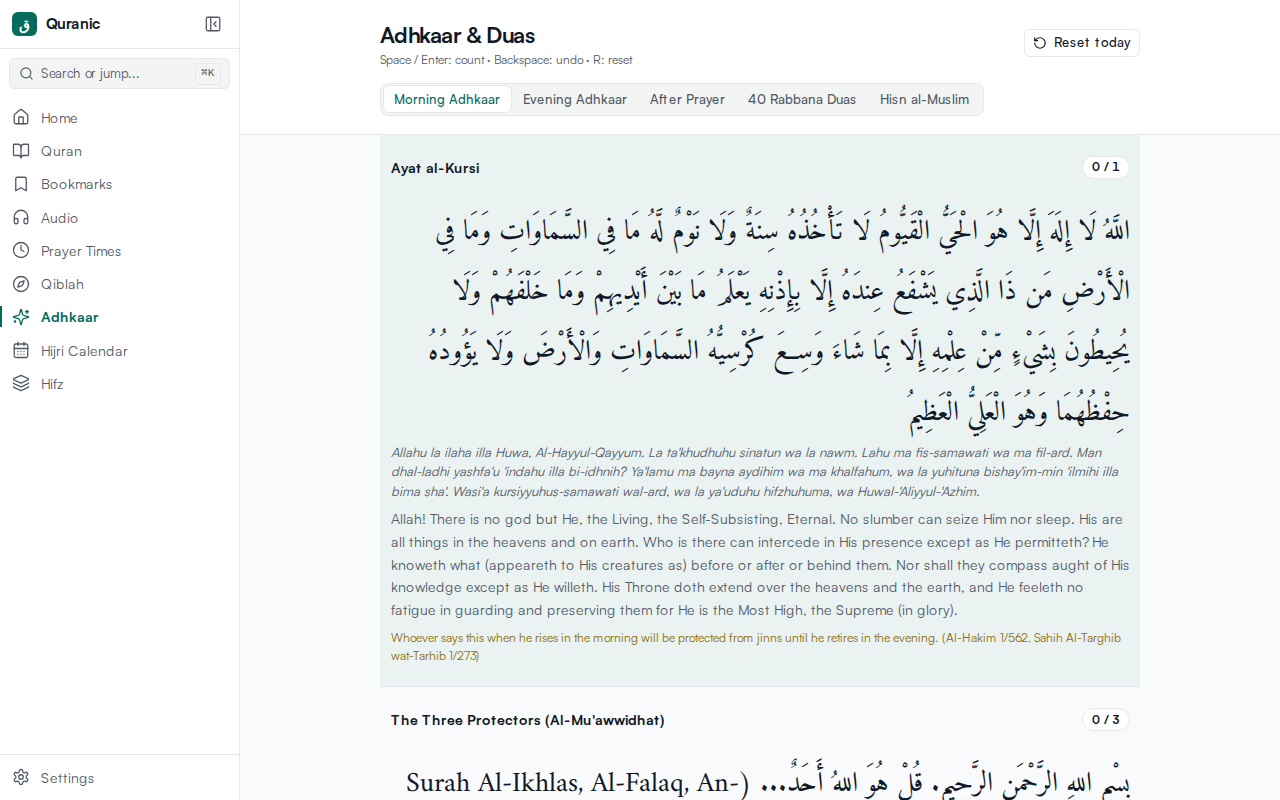 ق Quranic
Search or jump... ⌘K
Home
Quran
Bookmarks
Audio
Prayer Times
Qiblah
Adhkaar
Hijri Calendar
Hifz
Settings
Adhkaar & Duas
Space / Enter: count · Backspace: undo · R: reset
Reset today
Morning Adhkaar Evening Adhkaar After Prayer 40 Rabbana Duas Hisn al-Muslim
Ayat al-Kursi 0 / 1
اللَّهُ لَا إِلَهَ إِلَّا هُوَ الْحَيُّ الْقَيُّومُ لَا تَأْخُذُهُ سِنَةٌ وَلَا نَوْمٌ لَّهُ مَا فِي السَّمَاوَاتِ وَمَا فِي
الْأَرْضِ مَن ذَا الَّذِي يَشْفَعُ عِندَهُ إِلَّا بِإِذْنِهِ يَعْلَمُ مَا بَيْنَ أَيْدِيهِمْ وَمَا خَلْفَهُمْ وَلَا
يُحِيطُونَ بِشَيْءٍ مِّنْ عِلْمِهِ إِلَّا بِمَا شَاءَ وَسِعَ كُرْسِيُّهُ السَّمَاوَاتِ وَالْأَرْضَ وَلَا يَؤُودُهُ
حِفْظُهُمَا وَهُوَ الْعَلِيُّ الْعَظِيمُ
Allahu la ilaha illa Huwa, Al-Hayyul-Qayyum. La ta'khudhuhu sinatun wa la nawm. Lahu ma fis-samawati wa ma fil-ard. Man
dhal-ladhi yashfa'u 'indahu illa bi-idhnih? Ya'lamu ma bayna aydihim wa ma khalfahum, wa la yuhituna bishay'im-min 'ilmihi illa
bima sha'. Wasi'a kursiyyuhus-samawati wal-ard, wa la ya'uduhu hifzhuhuma, wa Huwal-'Aliyyul-'Azhim.
Allah! There is no god but He, the Living, the Self-Subsisting, Eternal. No slumber can seize Him nor sleep. His are
all things in the heavens and on earth. Who is there can intercede in His presence except as He permitteth? He
knoweth what (appeareth to His creatures as) before or after or behind them. Nor shall they compass aught of His
knowledge except as He willeth. His Throne doth extend over the heavens and the earth, and He feeleth no
fatigue in guarding and preserving them for He is the Most High, the Supreme (in glory).
Whoever says this when he rises in the morning will be protected from jinns until he retires in the evening. (Al-Hakim 1/562, Sahih Al-Targhib
wat-Tarhib 1/273)
The Three Protectors (Al-Mu'awwidhat) 0 / 3
بِسْمِ اللهِ الرَّحْمَنِ الرَّحِيمِ. قُلْ هُوَ اللهُ أَحَدٌ... (Surah Al-Ikhlas, Al-Falaq, An-